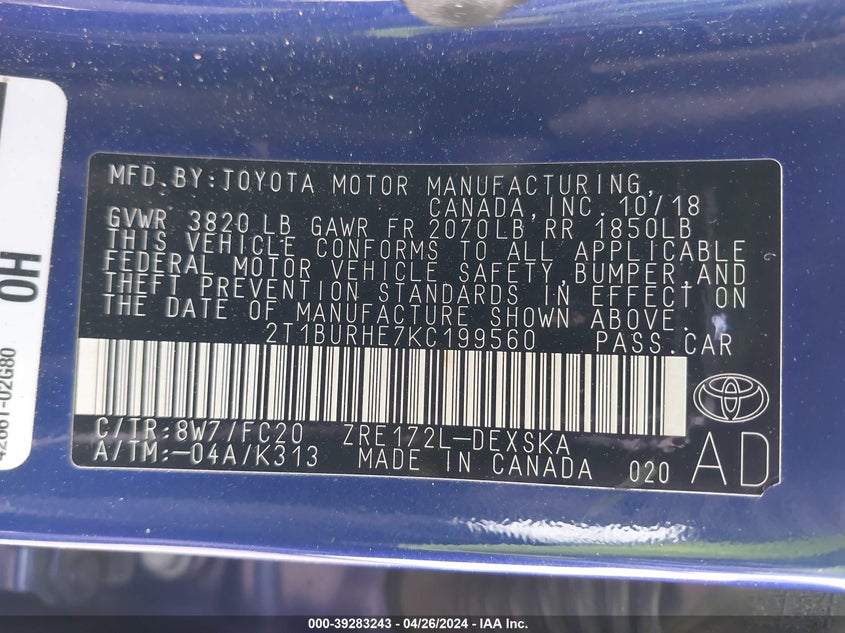 MFD.BY:TOYOTA MOTOR MANUFACTURING,
CANADA,INC. 10/18
GVWR 3820 LB GAWR FR 2070LB RR 1850LB
THIS VEHICLE CONFORMS TO ALL APPLICABLE
FEDERAL MOTOR VEHICLE SAFETY,BUMPER,AND
THEFT PREVENTION STANDARDS IN EFFECT ON
THE DATE OF MANUFACTURE SHOWN ABOVE.
2T1BURHE7KC199560 PASS.CAR
C/TR:8W7/FC20 ZRE172L-DEXSKA
A/TM:-04A/K313 MADE IN CANADA 020
AD
OH
42661-02G80
000-39283243 - 04/26/2024 - IAA Inc.